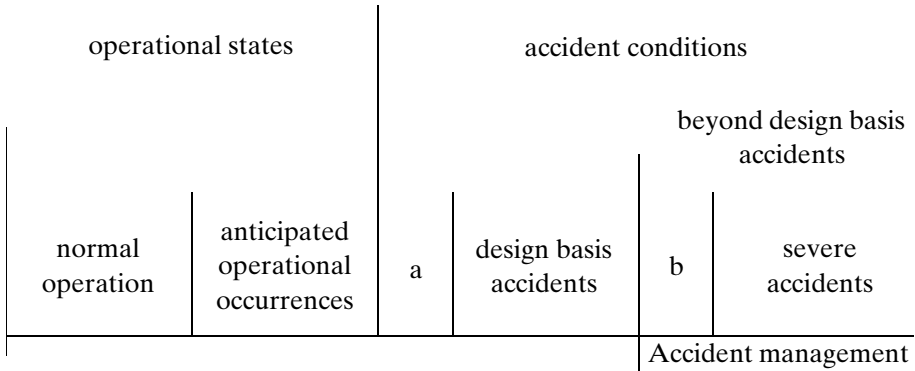 operational states
accident conditions
beyond design basis
accidents
normal
operation
anticipated
operational
occurrences
a
design basis
accidents
b
severe
accidents
Accident management